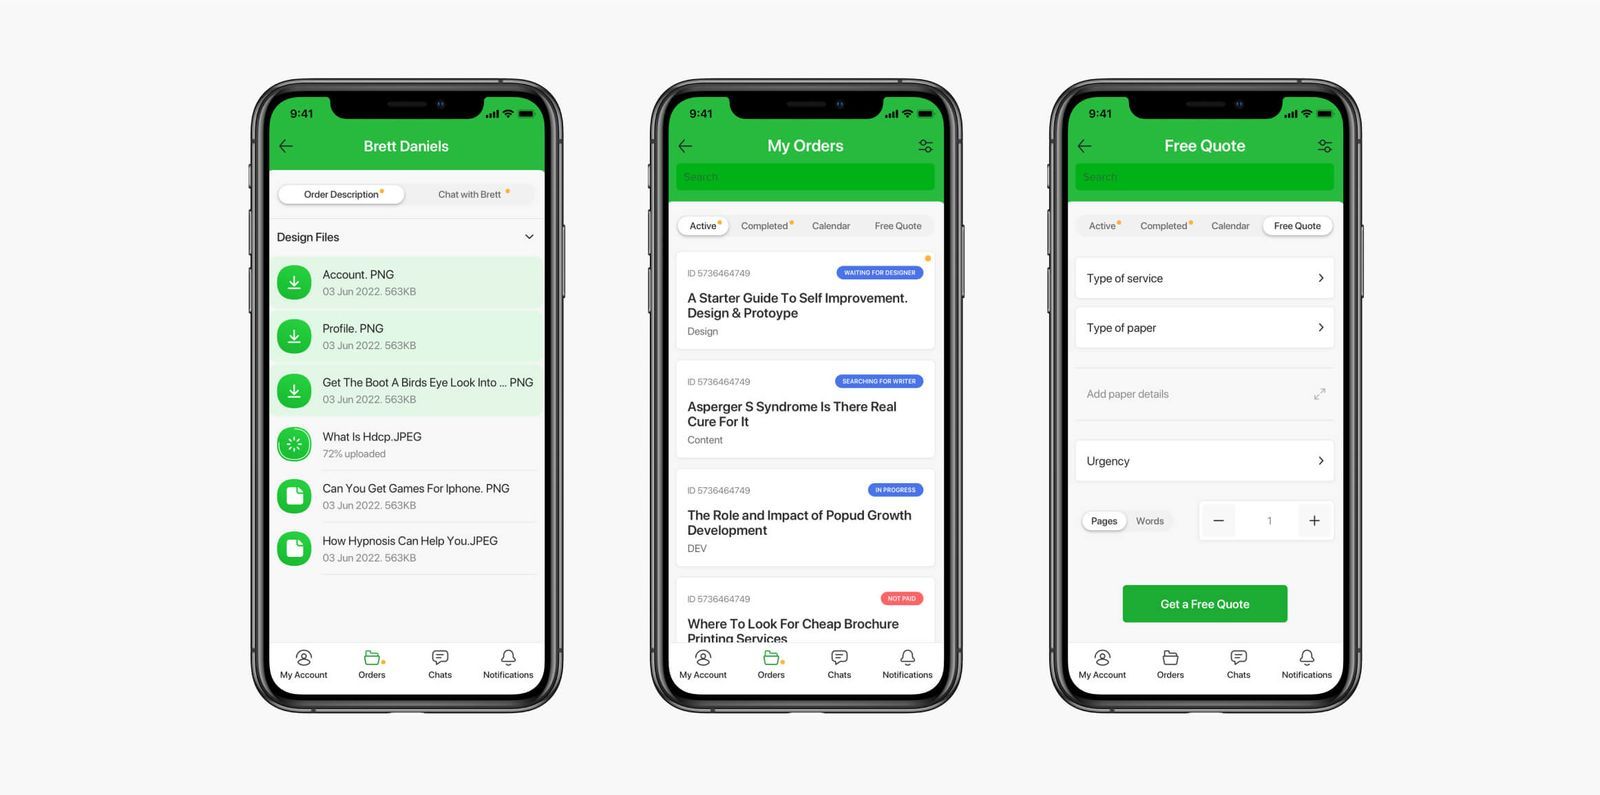 9:41
Brett Daniels
Order Description
Chat with Brett
Design Files
Account. PNG
03 Jun 2022. 563KB
Profile. PNG
03 Jun 2022. 563KB
Get The Boot A Birds Eye Look Into ... PNG
03 Jun 2022. 563KB
What Is Hdcp.JPEG
72% uploaded
Can You Get Games For Iphone. PNG
03 Jun 2022. 563KB
How Hypnosis Can Help You.JPEG
03 Jun 2022. 563KB
My Account
Orders
Chats
Notifications
9:41
My Orders
Search
Active
Completed
Calendar
Free Quote
ID 5736464749
WAITING FOR DESIGNER
A Starter Guide To Self Improvement.
Design & Protoype
Design
ID 5736464749
SEARCHING FOR WRITER
Asperger S Syndrome Is There Real
Cure For It
Content
ID 5736464749
IN PROGRESS
The Role and Impact of Popud Growth
Development
DEV
ID 5736464749
NOT PAID
Where To Look For Cheap Brochure
Printing Services
My Account
Orders
Chats
Notifications
9:41
Free Quote
Search
Active
Completed
Calendar
Free Quote
Type of service
Type of paper
Add paper details
Urgency
Pages
Words
1
Get a Free Quote
My Account
Orders
Chats
Notifications